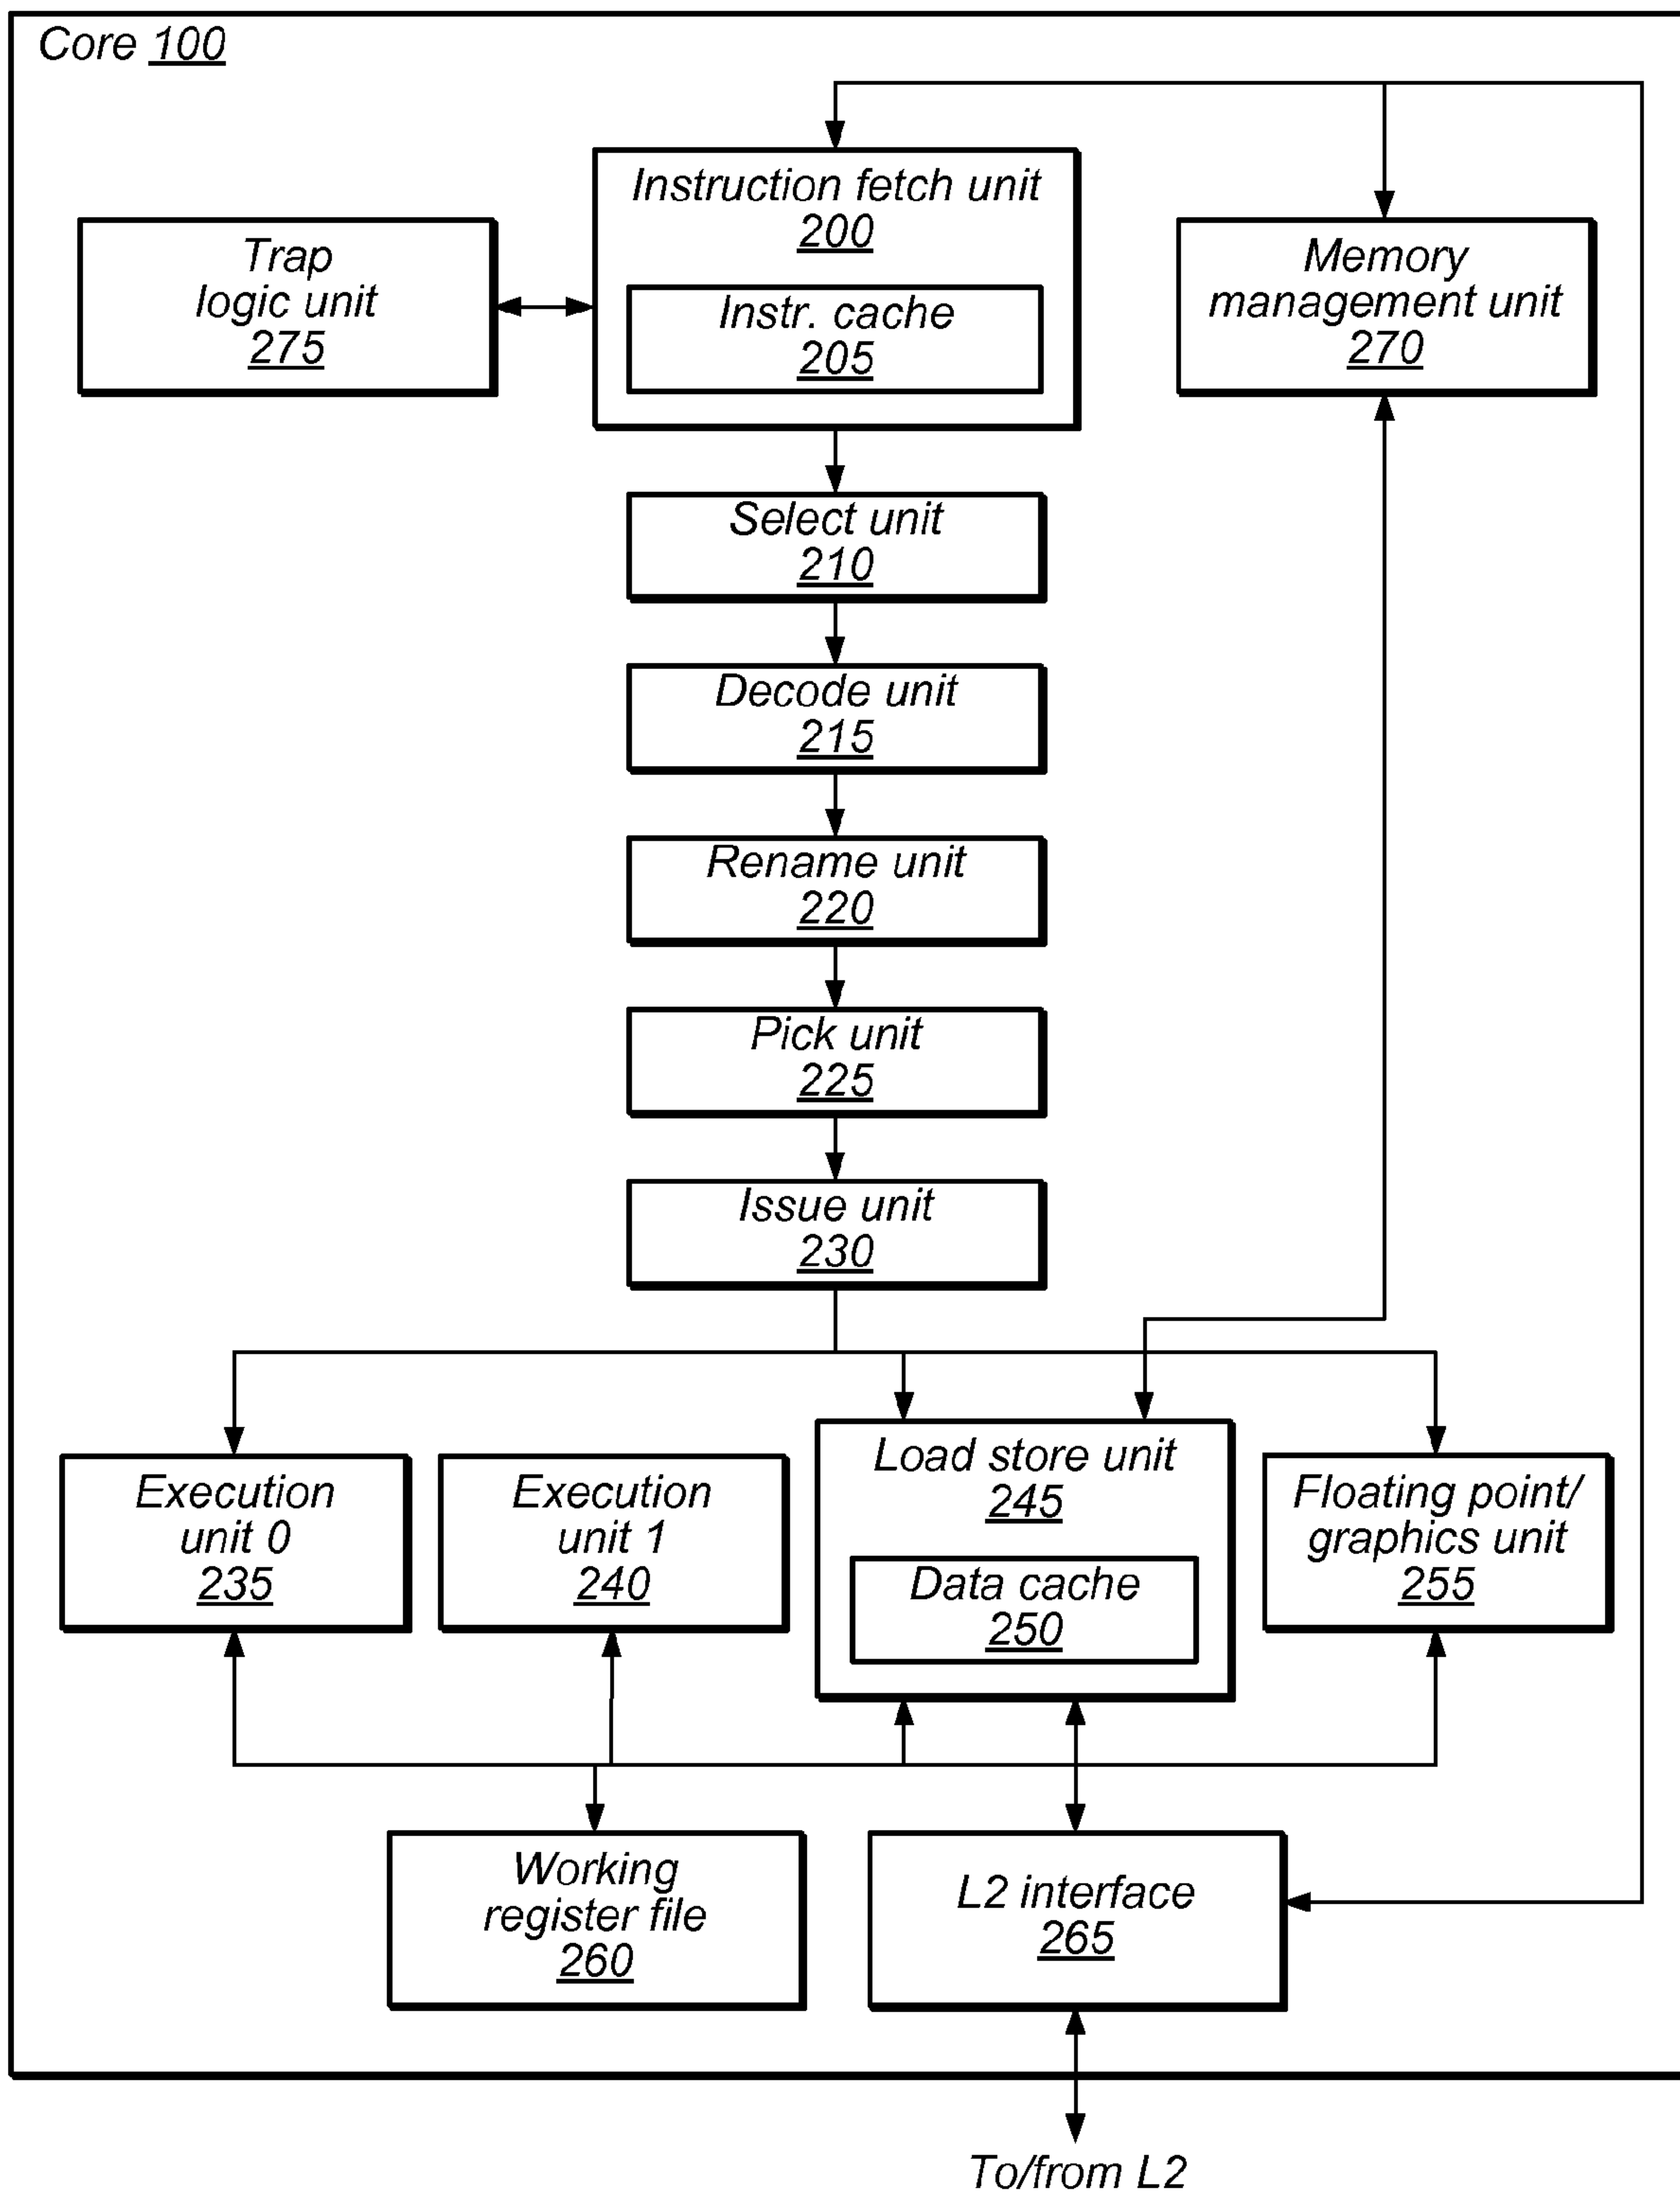 Core 100
Instruction fetch unit
200
Instr. cache
205
Trap
logic unit
275
Memory
management unit
270
Select unit
210
Decode unit
215
Rename unit
220
Pick unit
225
Issue unit
230
Execution
unit 0
235
Execution
unit 1
240
Load store unit
245
Data cache
250
Floating point/
graphics unit
255
Working
register file
260
L2 interface
265
To/from L2